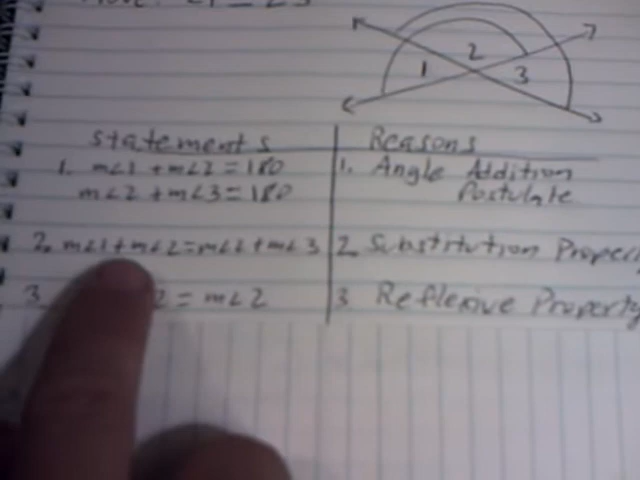 2
1 3
Statements Reasons
1. m∠1 + m∠2 = 180 1. Angle Addition
m∠2 + m∠3 = 180 Postulate
2. m∠1 + m∠2 = m∠2 + m∠3 2. Substitution
3. 2 = m∠2 3. Reflexive Property